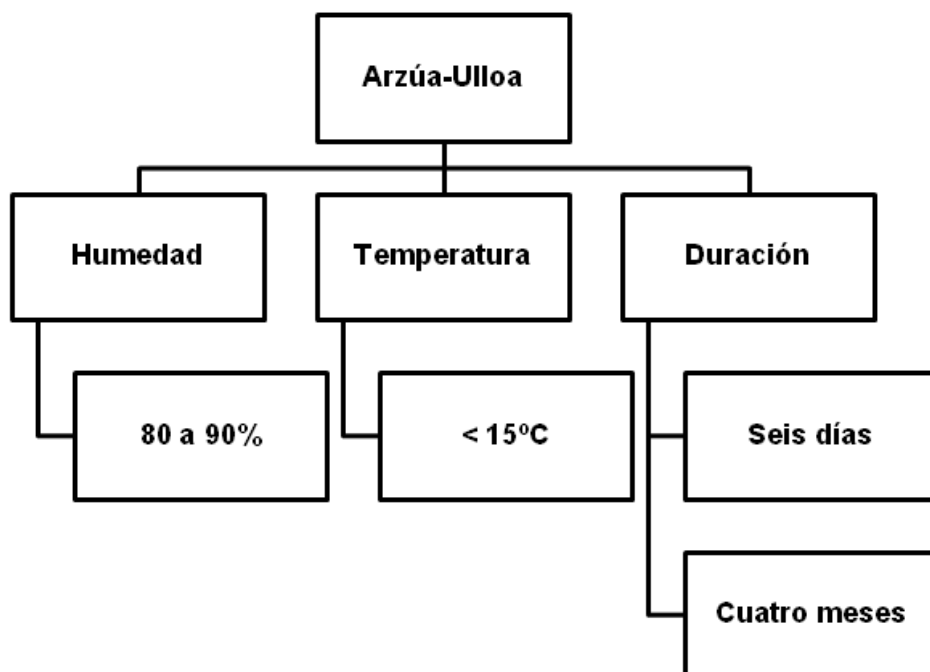 Arzúa-Ulloa
Humedad
Temperatura
Duración
80 a 90%
< 15ºC
Seis días
Cuatro meses